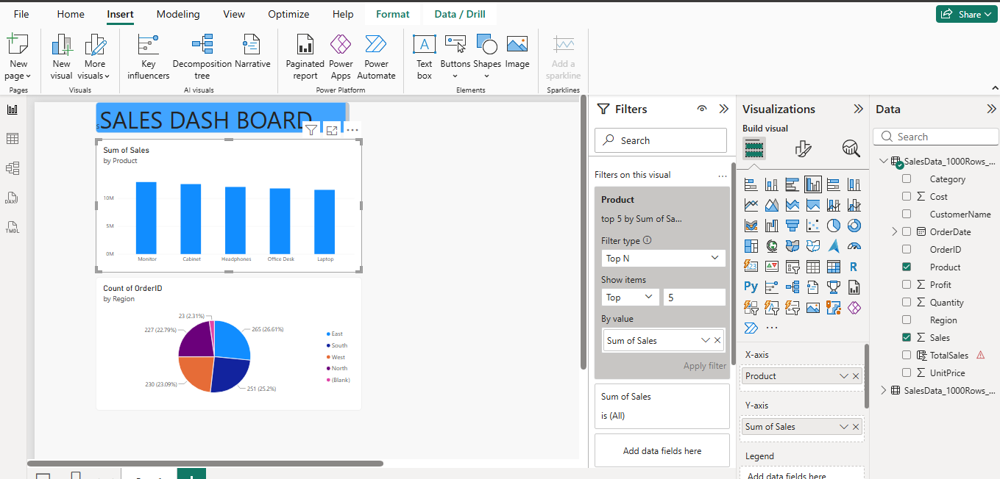 File Home Insert Modeling View Optimize Help Format Data / Drill Share
New page
New visual
More visuals
Key influencers
Decomposition tree
Narrative
Paginated report
Power Apps
Power Automate
Text box
Buttons
Shapes
Image
Add a sparkline
Pages
Visuals
AI visuals
Power Platform
Elements
Sparklines
DAX
TMDL
SALES DASH BOARD
Sum of Sales
by Product
10M
5M
0M
Monitor Cabinet Headphones Office Desk Laptop
Count of OrderID
by Region
23 (2.31%)
227 (22.79%)
265 (26.61%)
230 (23.09%)
251 (25.2%)
East
South
West
North
(Blank)
Filters
Search
Filters on this visual
Product
top 5 by Sum of Sa...
Filter type
Top N
Show items
Top 5
By value
Sum of Sales
Apply filter
Sum of Sales
is (All)
Add data fields here
Visualizations
Build visual
123
R
Py
X-axis
Product
Y-axis
Sum of Sales
Legend
Add data fields here
Data
Search
SalesData_1000Rows_...
Category
Cost
CustomerName
OrderDate
OrderID
Product
Profit
Quantity
Region
Sales
TotalSales
UnitPrice
SalesData_1000Rows_...